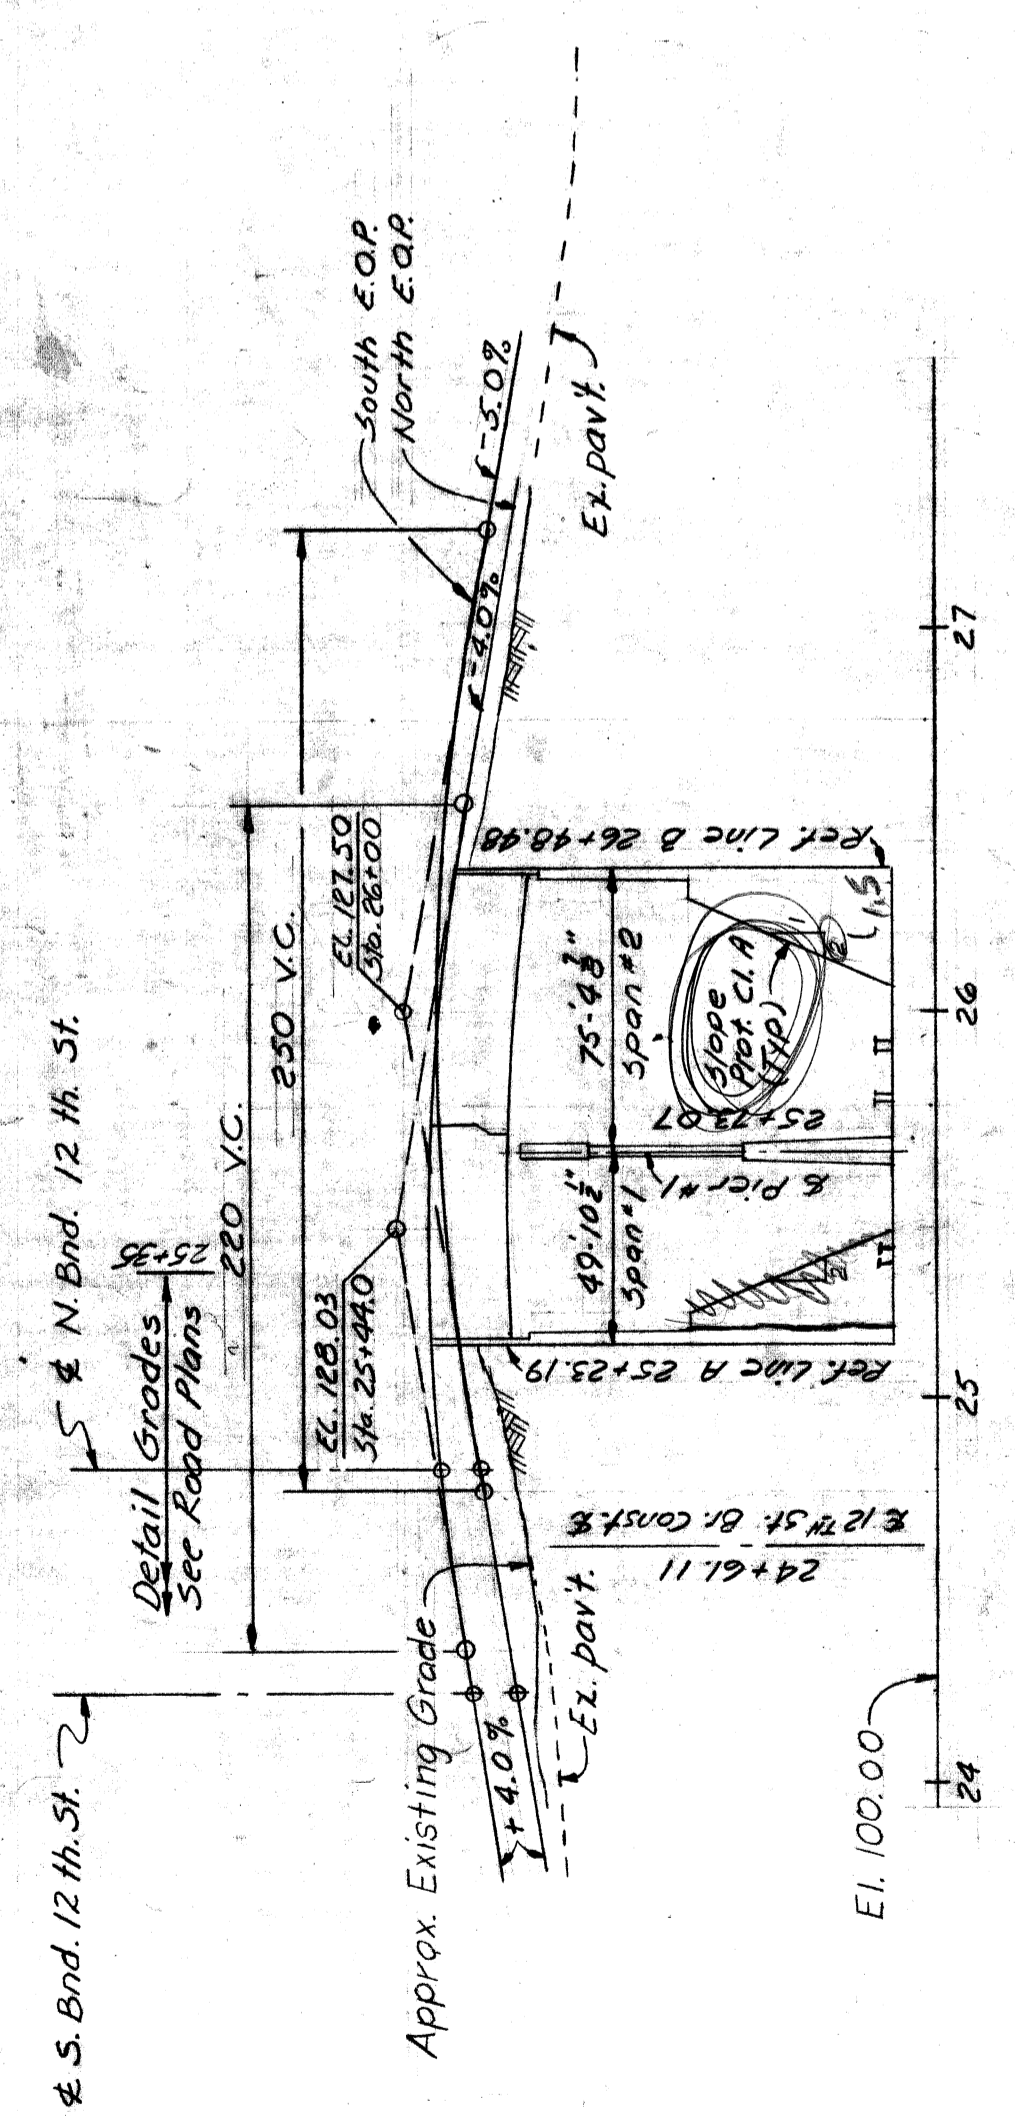 ℄ S. Bnd. 12 th. St.
℄ N. Bnd. 12 th. St.
Detail Grades
See Road Plans
25+35
220 V.C.
250 V.C.
EL. 128.03
Sta. 25+44.0
EL. 127.50
Sta. 26+00
South E.O.P.
North E.O.P.
+ 4.0%
-4.0%
-5.0%
Approx. Existing Grade
Ex. pav't.
Ex. pav't.
24+61.11
℄ 12TH St. Br. Const. ℄
Ref. Line A 25+23.19
49'-10½"
Span #1
℄ Pier #1
25+73.07
75'-4⅞"
Span #2
Slope
Prot. Cl. A
(Typ.)
1
2
(1.5
2
Ref. Line B 26+48.48
El. 100.00
24
25
26
27